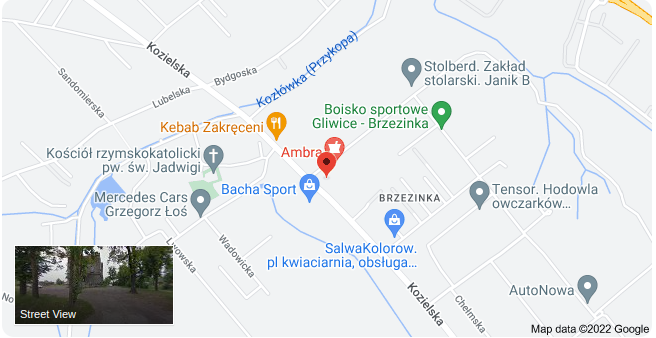 Kozielska
Stolberd. Zakład
stolarski. Janik B
Sandomierska
Bydgoska
Kozłówka (Przykopa)
Lubelska
Boisko sportowe
Gliwice - Brzezinka
Kebab Zakręceni
Kościół rzymskokatolicki
pw. św. Jadwigi
Ambra
Bacha Sport
Mercedes Cars
Grzegorz Łoś
BRZEZINKA
Tensor. Hodowla
owczarków...
Lwowska
Wadowicka
SalwaKolorow.
pl kwiaciarnia, obsługa...
No
Kozielska
Chełmska
AutoNowa
Street View
Map data ©2022 Google